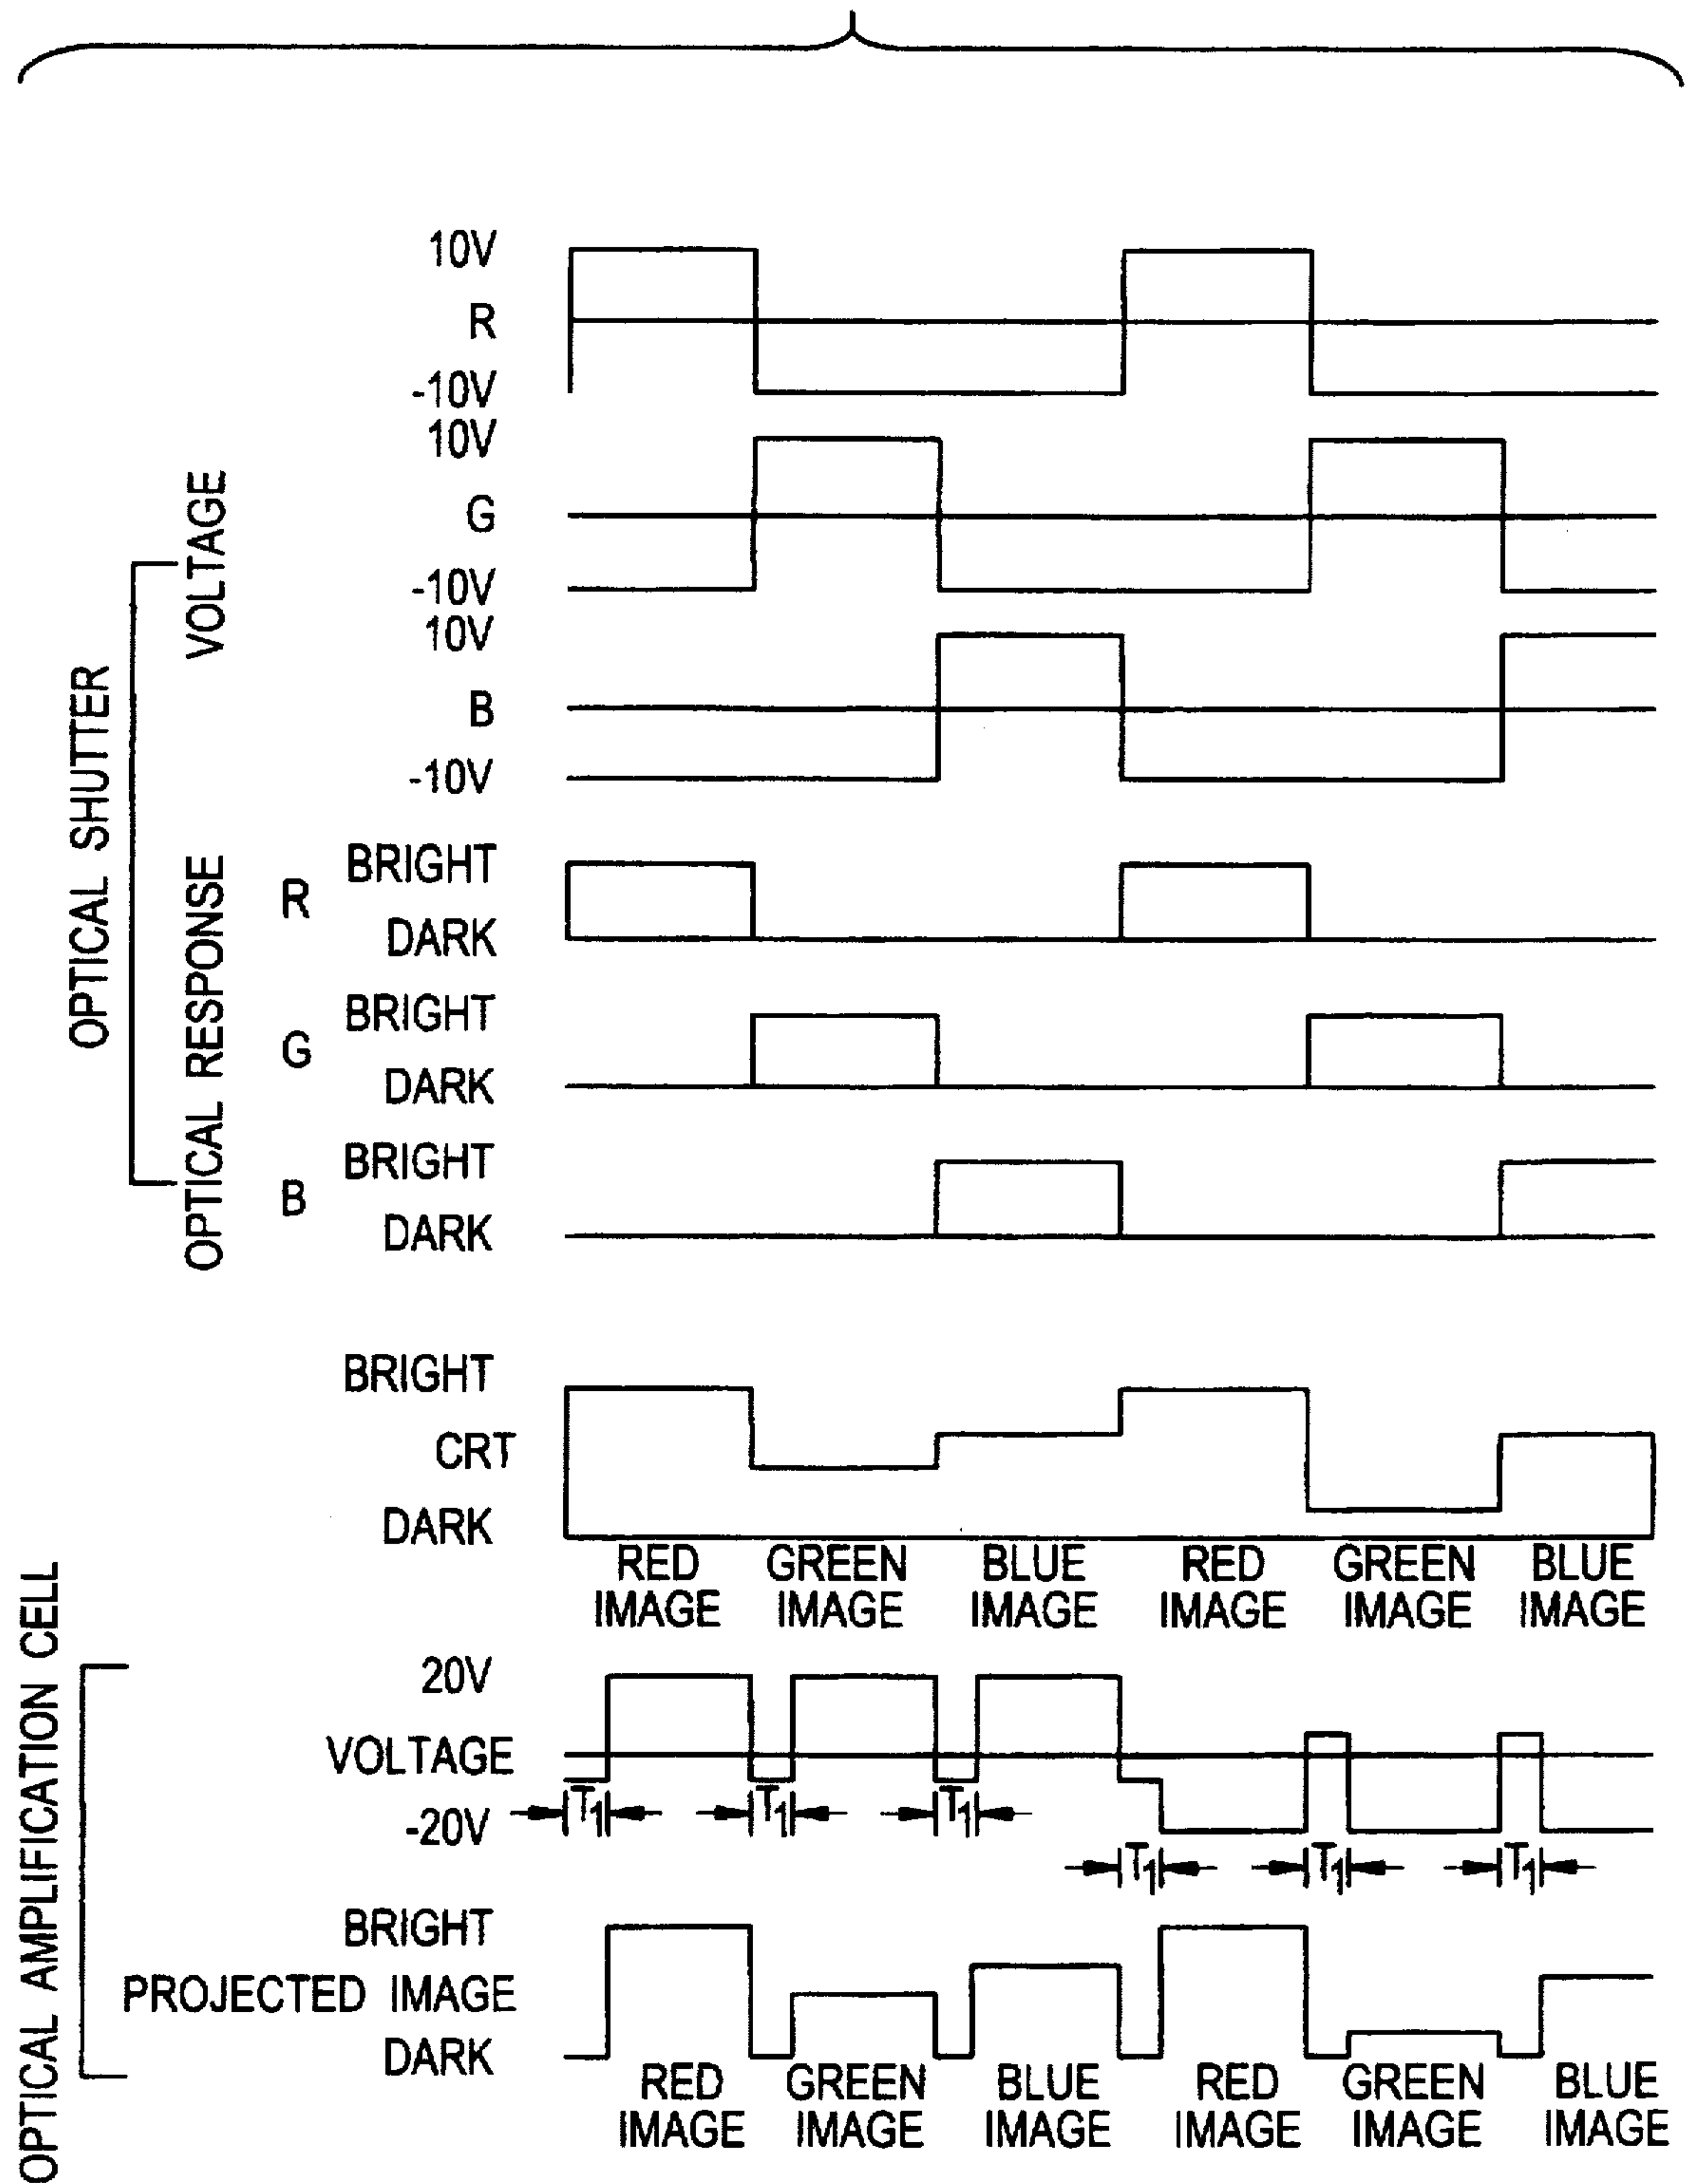 OPTICAL SHUTTER
VOLTAGE
10V
R
-10V
10V
G
-10V
10V
B
-10V
OPTICAL RESPONSE
R
BRIGHT
DARK
G
BRIGHT
DARK
B
BRIGHT
DARK
BRIGHT
CRT
DARK
RED IMAGE
GREEN IMAGE
BLUE IMAGE
RED IMAGE
GREEN IMAGE
BLUE IMAGE
OPTICAL AMPLIFICATION CELL
20V
VOLTAGE
-20V
T1
T1
T1
T1
T1
T1
BRIGHT
PROJECTED IMAGE
DARK
RED IMAGE
GREEN IMAGE
BLUE IMAGE
RED IMAGE
GREEN IMAGE
BLUE IMAGE